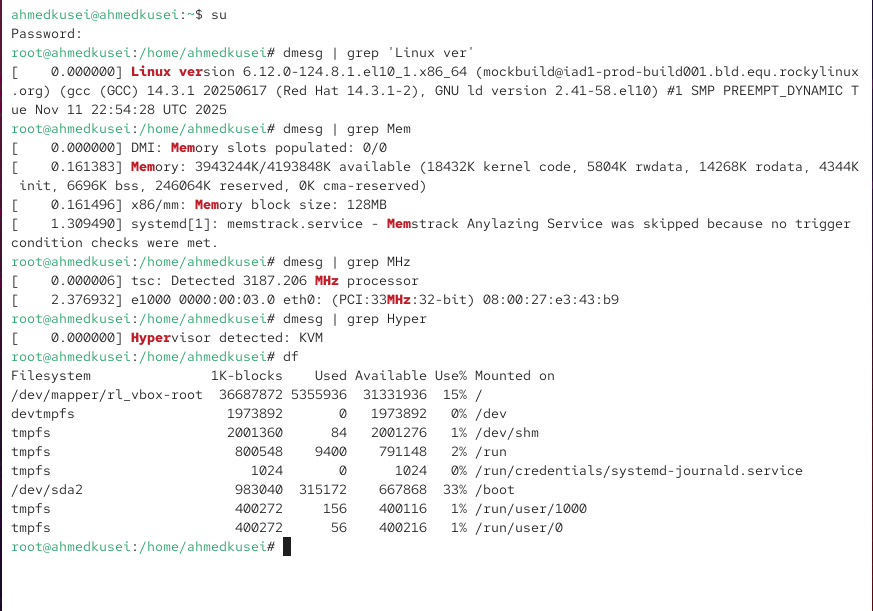 ahmedkusei@ahmedkusei:~$ su
Password:
root@ahmedkusei:/home/ahmedkusei# dmesg | grep 'Linux ver'
[    0.000000] Linux version 6.12.0-124.8.1.el10_1.x86_64 (mockbuild@iad1-prod-build001.bld.equ.rockylinux
.org) (gcc (GCC) 14.3.1 20250617 (Red Hat 14.3.1-2), GNU ld version 2.41-58.el10) #1 SMP PREEMPT_DYNAMIC T
ue Nov 11 22:54:28 UTC 2025
root@ahmedkusei:/home/ahmedkusei# dmesg | grep Mem
[    0.000000] DMI: Memory slots populated: 0/0
[    0.161383] Memory: 3943244K/4193848K available (18432K kernel code, 5804K rwdata, 14268K rodata, 4344K
 init, 6696K bss, 246064K reserved, 0K cma-reserved)
[    0.161496] x86/mm: Memory block size: 128MB
[    1.309490] systemd[1]: memstrack.service - Memstrack Anylazing Service was skipped because no trigger
condition checks were met.
root@ahmedkusei:/home/ahmedkusei# dmesg | grep MHz
[    0.000006] tsc: Detected 3187.206 MHz processor
[    2.376932] e1000 0000:00:03.0 eth0: (PCI:33MHz:32-bit) 08:00:27:e3:43:b9
root@ahmedkusei:/home/ahmedkusei# dmesg | grep Hyper
[    0.000000] Hypervisor detected: KVM
root@ahmedkusei:/home/ahmedkusei# df
Filesystem               1K-blocks    Used Available Use% Mounted on
/dev/mapper/rl_vbox-root  36687872 5355936  31331936  15% /
devtmpfs                   1973892       0   1973892   0% /dev
tmpfs                      2001360      84   2001276   1% /dev/shm
tmpfs                       800548    9400    791148   2% /run
tmpfs                         1024       0      1024   0% /run/credentials/systemd-journald.service
/dev/sda2                   983040  315172    667868  33% /boot
tmpfs                       400272     156    400116   1% /run/user/1000
tmpfs                       400272      56    400216   1% /run/user/0
root@ahmedkusei:/home/ahmedkusei#